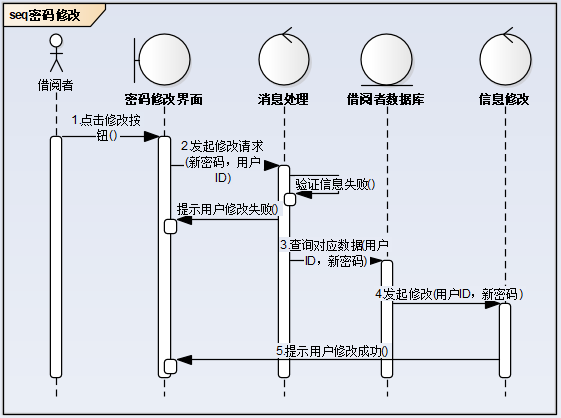 seq密码修改
借阅者
密码修改界面
消息处理
借阅者数据库
信息修改
1.点击修改按
钮()
2.发起修改请求
(新密码，用户
ID)
验证信息失败()
提示用户修改失败()
3.查询对应数据(用户
ID，新密码)
4.发起修改(用户ID，新密码)
5.提示用户修改成功()